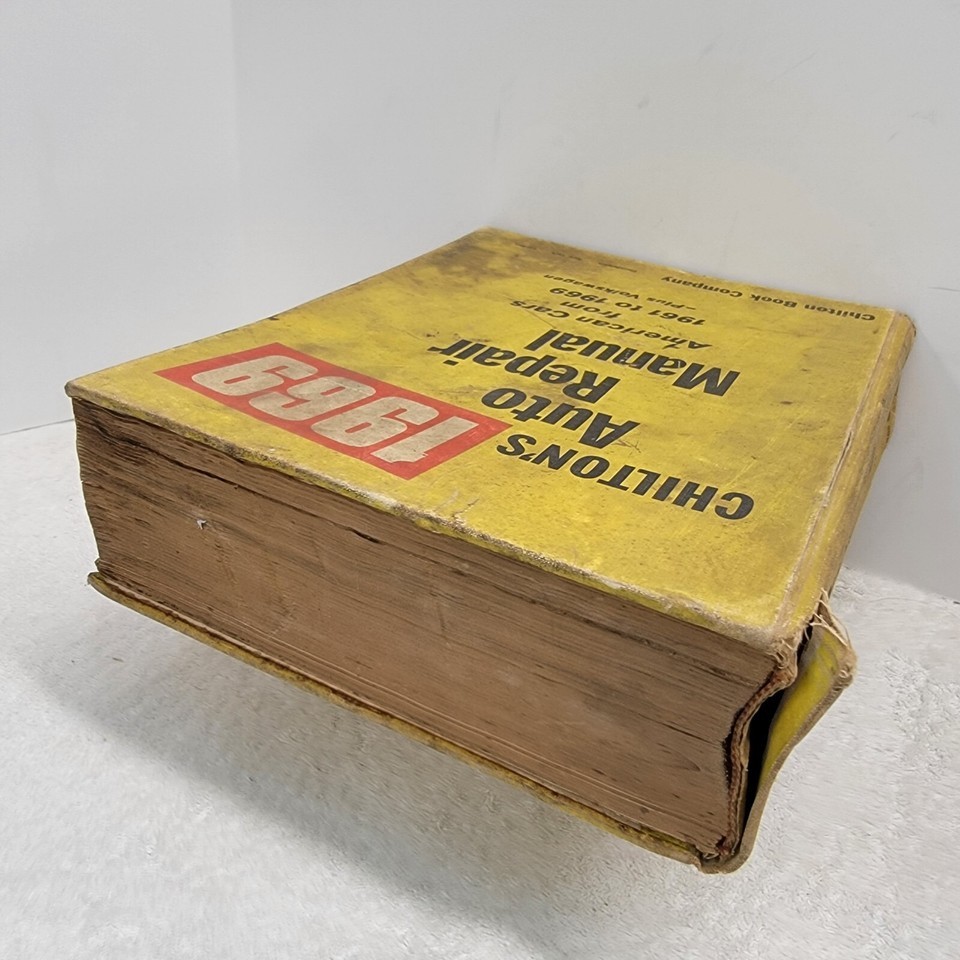 CHILTON'S
Auto
Repair
Manual
1969
American Cars
from
1961 to 1969
—Plus Volkswagen
Chilton Book Company